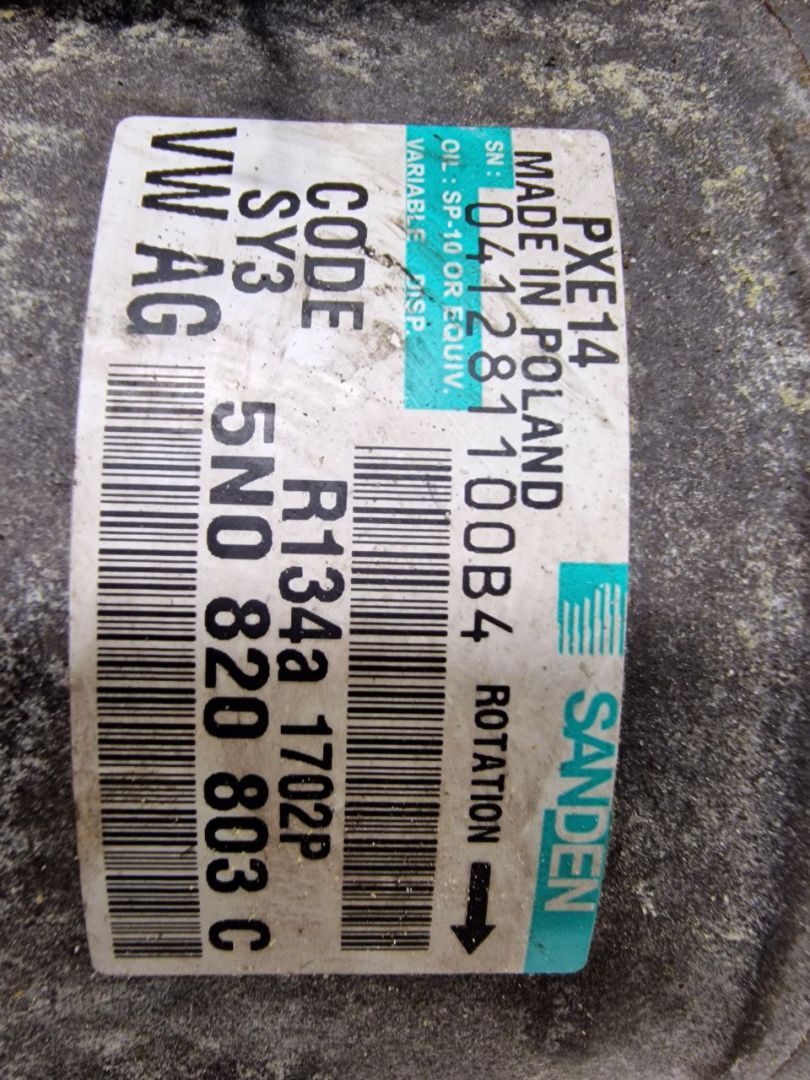 PXE14
SANDEN
MADE IN POLAND
SN: 041281100B4
ROTATION
OIL: SP-10 OR EQUIV.
VARIABLE DISP.
CODE
R134a 1702P
SY3
5N0 820 803 C
VW AG